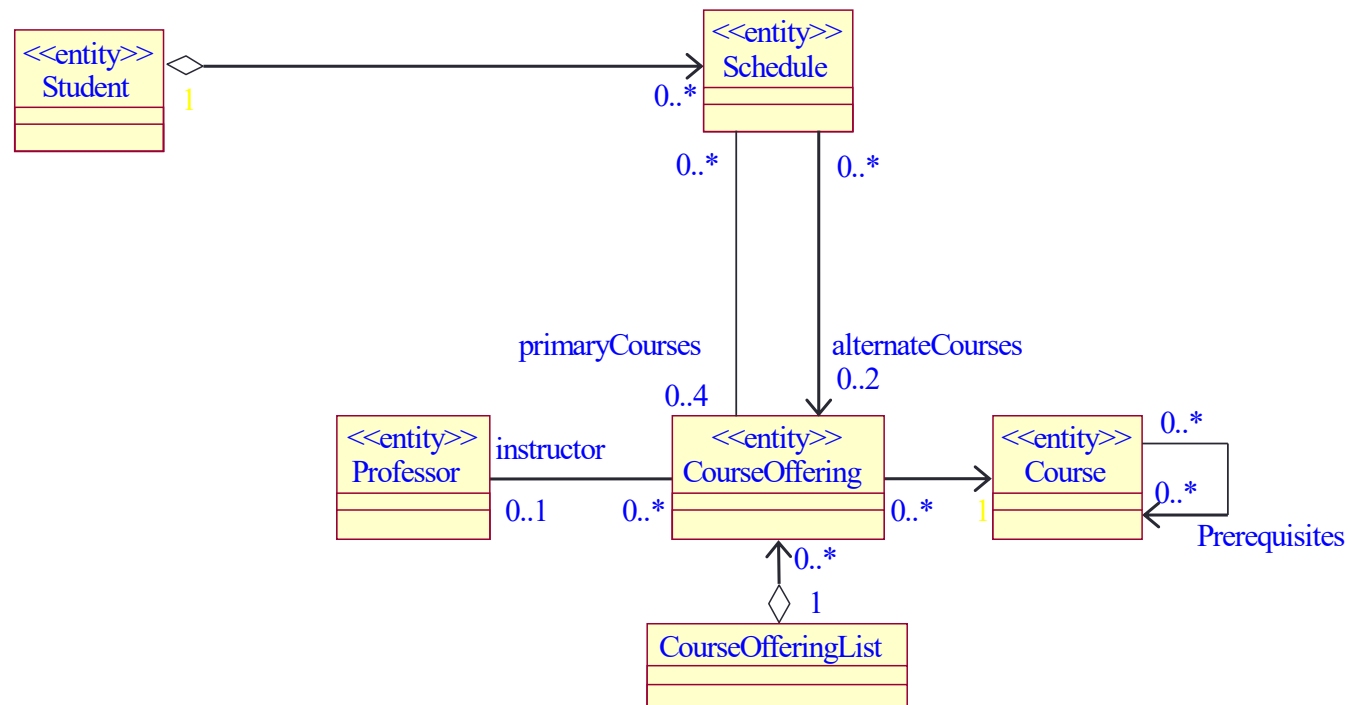 <<entity>>
Student
1
<<entity>>
Schedule
0..*
0..*
0..*
primaryCourses
alternateCourses
0..4
0..2
<<entity>>
Professor
instructor
0..1
0..*
<<entity>>
CourseOffering
0..*
1
<<entity>>
Course
0..*
0..*
Prerequisites
0..*
1
CourseOfferingList